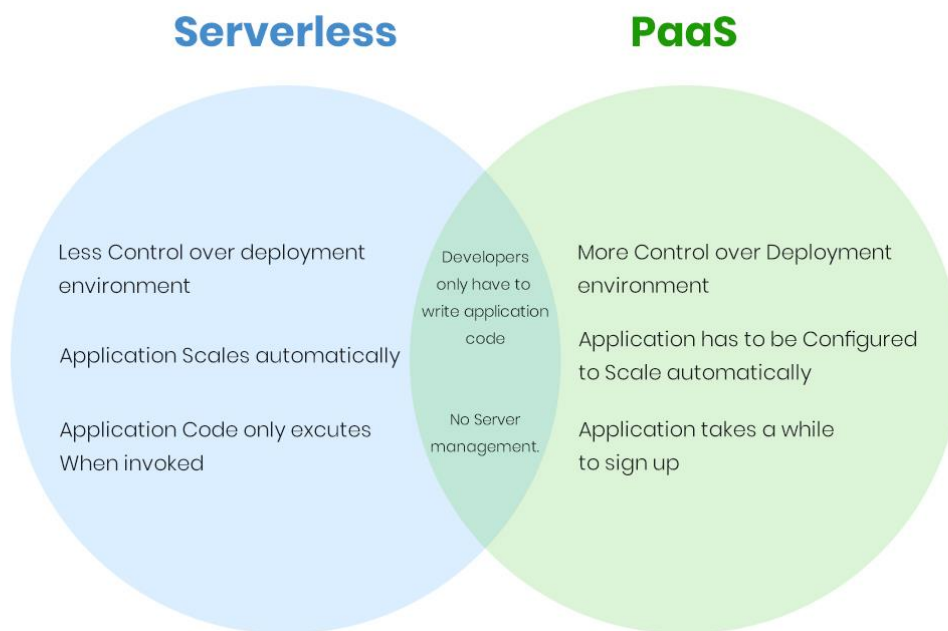 Serverless
PaaS
Less Control over deployment
environment
Application Scales automatically
Application Code only excutes
When invoked
Developers
only have to
write application
code
No Server
management.
More Control over Deployment
environment
Application has to be Configured
to Scale automatically
Application takes a while
to sign up